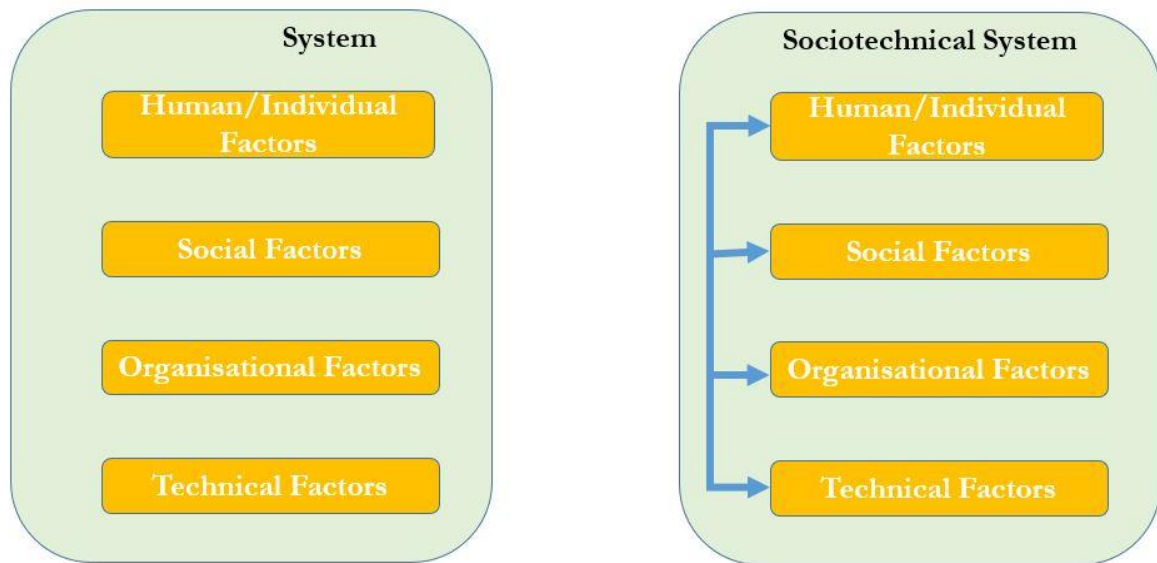 System
Human/Individual
Factors
Social Factors
Organisational Factors
Technical Factors
Sociotechnical System
Human/Individual
Factors
Social Factors
Organisational Factors
Technical Factors